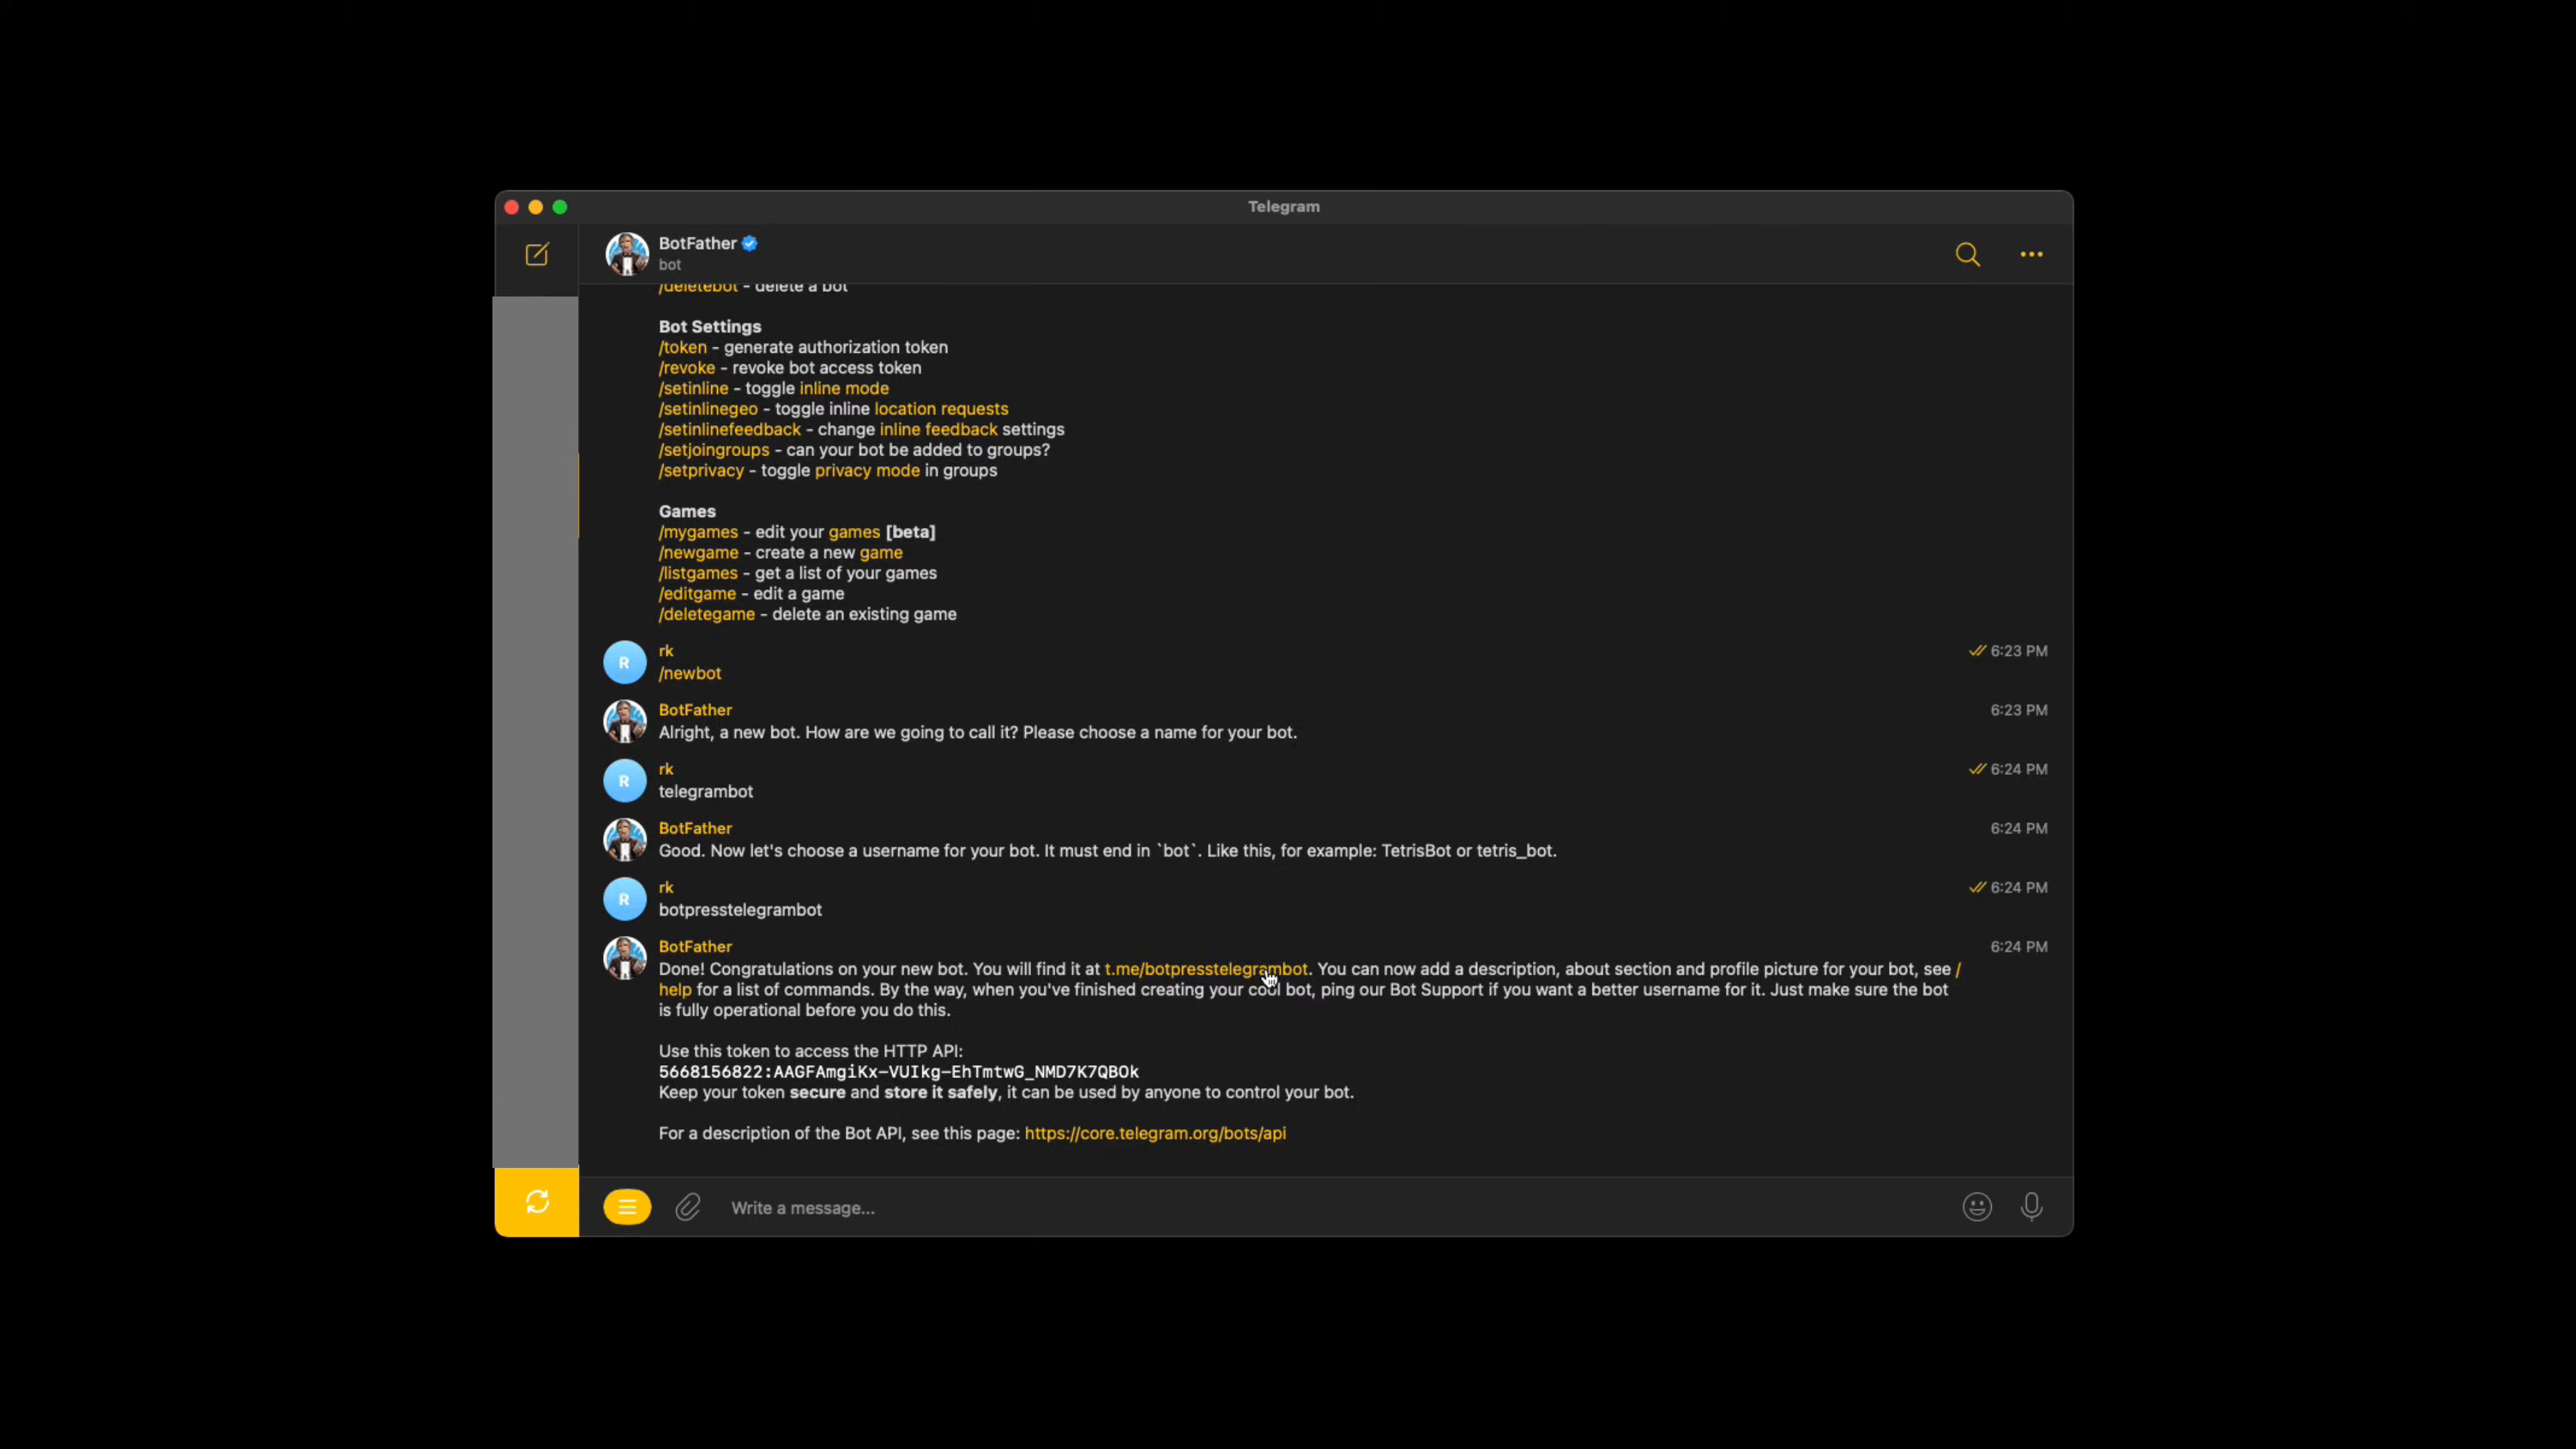 Telegram
BotFather
bot
/deletebot - delete a bot
Bot Settings
/token - generate authorization token
/revoke - revoke bot access token
/setinline - toggle inline mode
/setinlinegeo - toggle inline location requests
/setinlinefeedback - change inline feedback settings
/setjoingroups - can your bot be added to groups?
/setprivacy - toggle privacy mode in groups
Games
/mygames - edit your games [beta]
/newgame - create a new game
/listgames - get a list of your games
/editgame - edit a game
/deletegame - delete an existing game
R
rk
6:23 PM
/newbot
BotFather
6:23 PM
Alright, a new bot. How are we going to call it? Please choose a name for your bot.
R
rk
6:24 PM
telegrambot
BotFather
6:24 PM
Good. Now let's choose a username for your bot. It must end in `bot`. Like this, for example: TetrisBot or tetris_bot.
R
rk
6:24 PM
botpresstelegrambot
BotFather
6:24 PM
Done! Congratulations on your new bot. You will find it at t.me/botpresstelegrambot. You can now add a description, about section and profile picture for your bot, see /
help for a list of commands. By the way, when you've finished creating your cool bot, ping our Bot Support if you want a better username for it. Just make sure the bot
is fully operational before you do this.
Use this token to access the HTTP API:
5668156822:AAGFAmgiKx-VUIkg-EhTmtwG_NMD7K7QBOk
Keep your token secure and store it safely, it can be used by anyone to control your bot.
For a description of the Bot API, see this page: https://core.telegram.org/bots/api
Write a message...